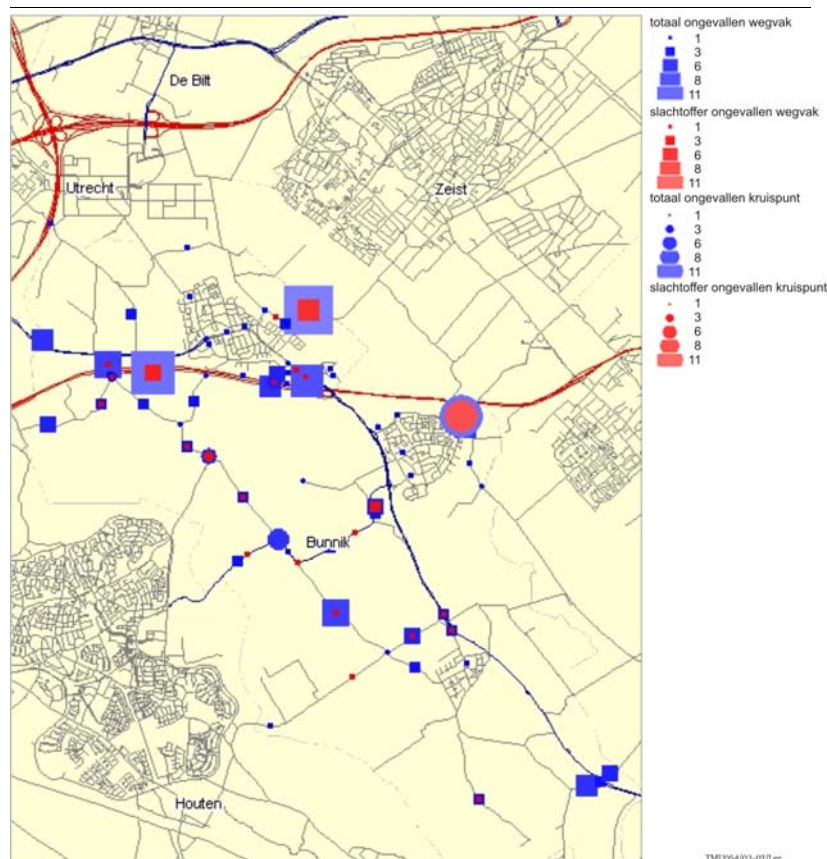 De Bilt
Utrecht
Zeist
Bunnik
Houten
totaal ongevallen wegvak
1
3
6
8
11
slachtoffer ongevallen wegvak
1
3
6
8
11
totaal ongevallen kruispunt
1
3
6
8
11
slachtoffer ongevallen kruispunt
1
3
6
8
11